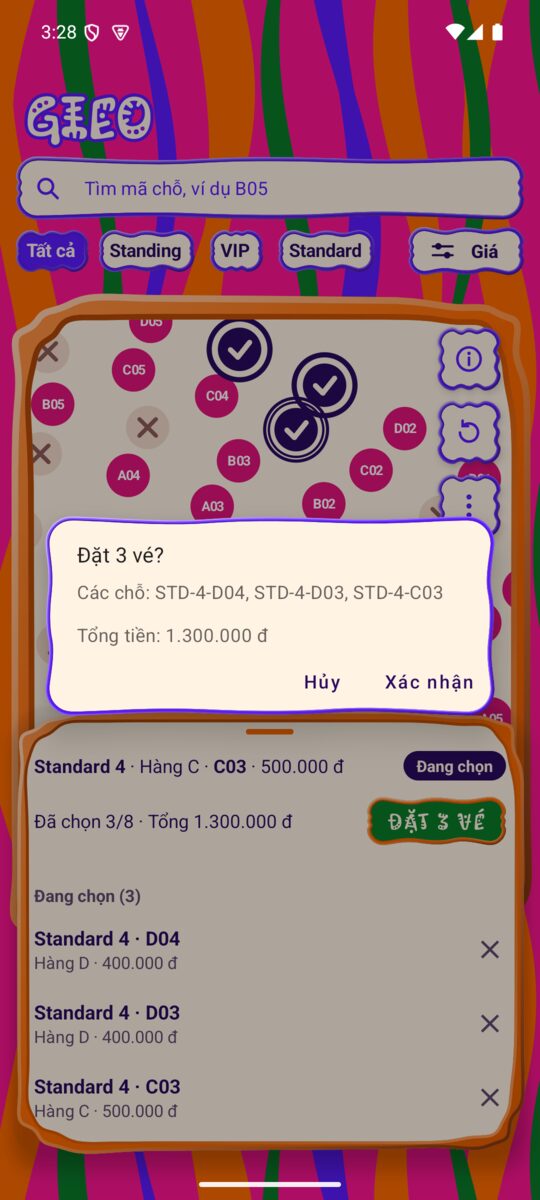 3:28
GIEO
Tìm mã chỗ, ví dụ B05
Tất cả
Standing
VIP
Standard
Giá
D05
C05
C04
B05
D02
B03
C02
A04
A03
B02
Đặt 3 vé?
Các chỗ: STD-4-D04, STD-4-D03, STD-4-C03
Tổng tiền: 1.300.000 đ
Hủy
Xác nhận
Standard 4 · Hàng C · C03 · 500.000 đ
Đang chọn
Đã chọn 3/8 · Tổng 1.300.000 đ
ĐẶT 3 VÉ
Đang chọn (3)
Standard 4 · D04
Hàng D · 400.000 đ
Standard 4 · D03
Hàng D · 400.000 đ
Standard 4 · C03
Hàng C · 500.000 đ